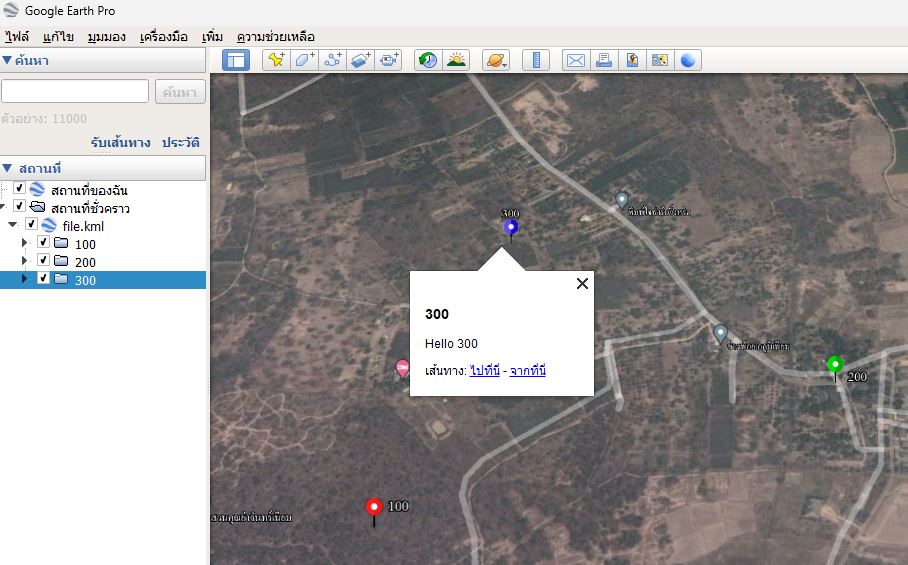 Google Earth Pro
ไฟล์ แก้ไข มุมมอง เครื่องมือ เพิ่ม ความช่วยเหลือ
ค้นหา
ค้นหา
ตัวอย่าง: 11000
รับเส้นทาง ประวัติ
สถานที่
สถานที่ของฉัน
สถานที่ชั่วคราว
file.kml
100
200
300
300
300
Hello 300
เส้นทาง: ไปที่นี่ - จากที่นี่
200
100